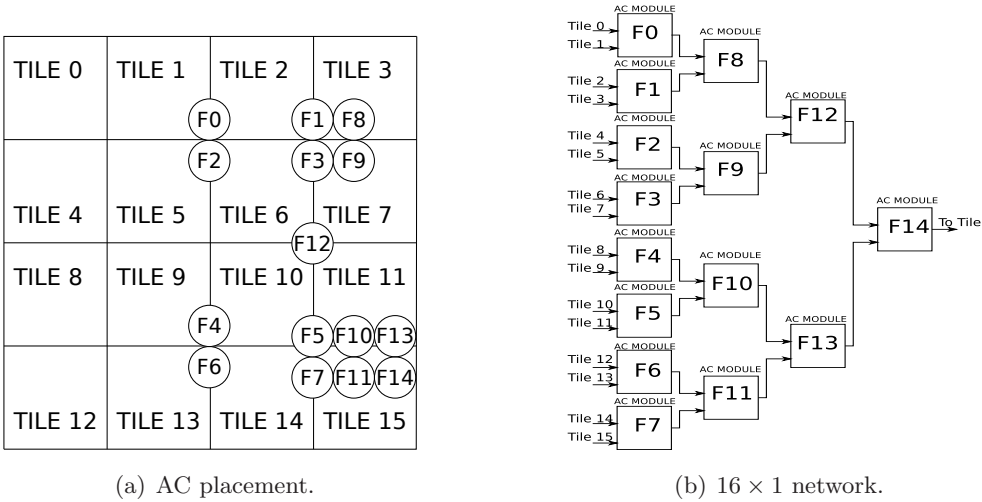 TILE 0 TILE 1 TILE 2 TILE 3
F0 F1 F8
F2 F3 F9
TILE 4 TILE 5 TILE 6 TILE 7
F12
TILE 8 TILE 9 TILE 10 TILE 11
F4 F5 F10 F13
F6 F7 F11 F14
TILE 12 TILE 13 TILE 14 TILE 15
(a) AC placement.
AC MODULE
Tile 0
Tile 1
F0
AC MODULE
Tile 2
Tile 3
F1
AC MODULE
Tile 4
Tile 5
F2
AC MODULE
Tile 6
Tile 7
F3
AC MODULE
Tile 8
Tile 9
F4
AC MODULE
Tile 10
Tile 11
F5
AC MODULE
Tile 12
Tile 13
F6
AC MODULE
Tile 14
Tile 15
F7
AC MODULE
F8
AC MODULE
F9
AC MODULE
F10
AC MODULE
F11
AC MODULE
F12
AC MODULE
F13
AC MODULE
F14
To Tile
(b) 16 × 1 network.